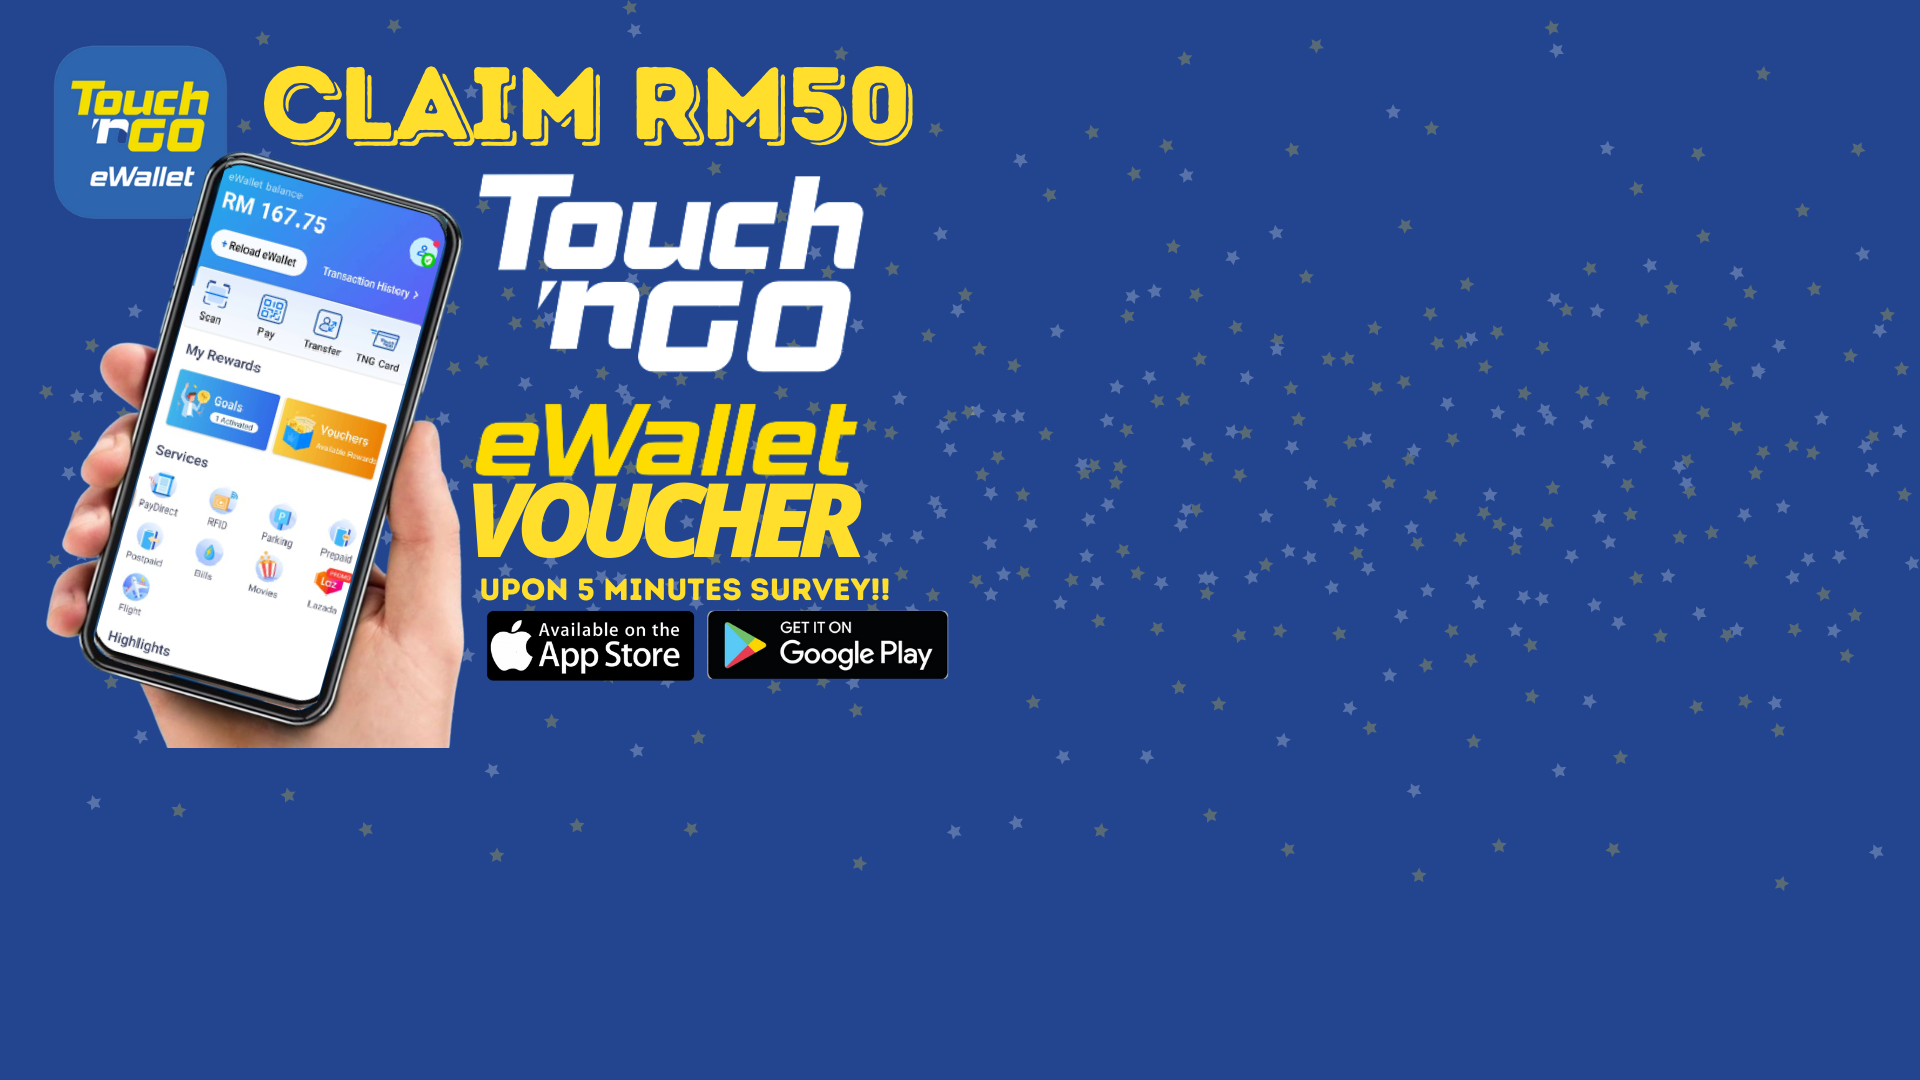 Touch
'n GO
eWallet
CLAIM RM50
Touch
'n GO
eWallet
VOUCHER
UPON 5 MINUTES SURVEY!!
Available on the
App Store
GET IT ON
Google Play
eWallet balance
RM 167.75
+ Reload eWallet
Transaction History >
Scan
Pay
Transfer
TNG Card
My Rewards
Goals
1 Activated
Vouchers
Available Rewards
Services
PayDirect
RFID
Parking
Prepaid
Postpaid
Bills
Movies
PROMO
Laz
Lazada
Flight
Highlights